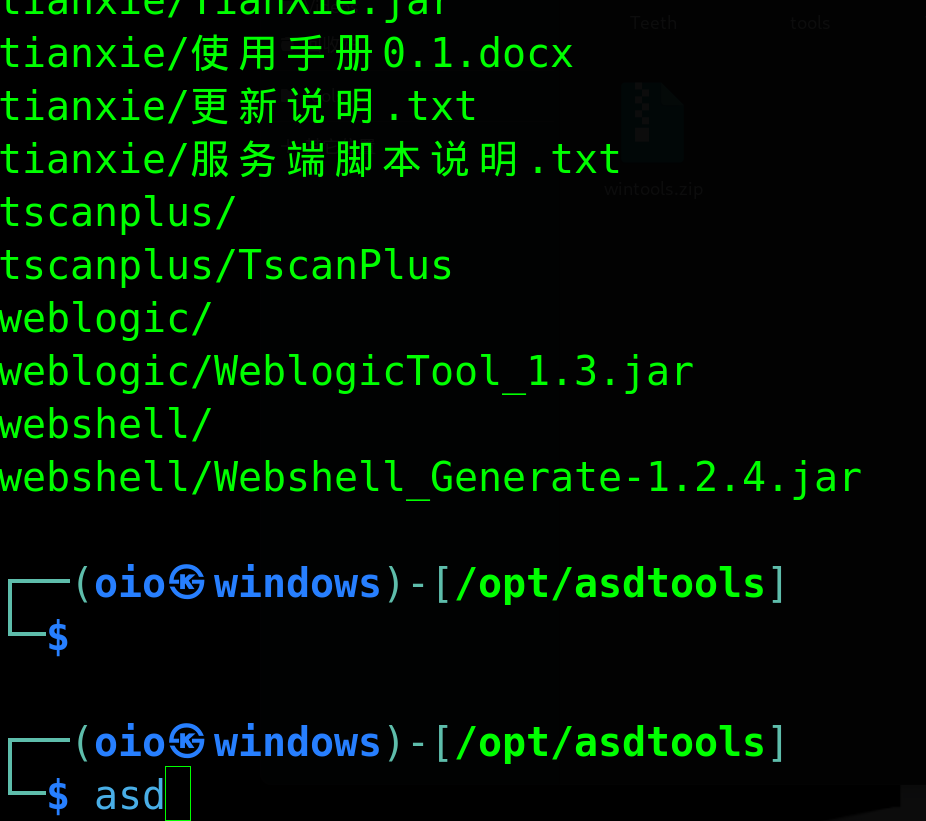 tianxie/TianXie.jar
Teeth tools
tianxie/使用手册0.1.docx
tianxie/更新说明.txt
tianxie/服务端脚本说明.txt
wintools.zip
tscanplus/
tscanplus/TscanPlus
weblogic/
weblogic/WeblogicTool_1.3.jar
webshell/
webshell/Webshell_Generate-1.2.4.jar
┌──(oio㉿windows)-[/opt/asdtools]
└─$
┌──(oio㉿windows)-[/opt/asdtools]
└─$ asd